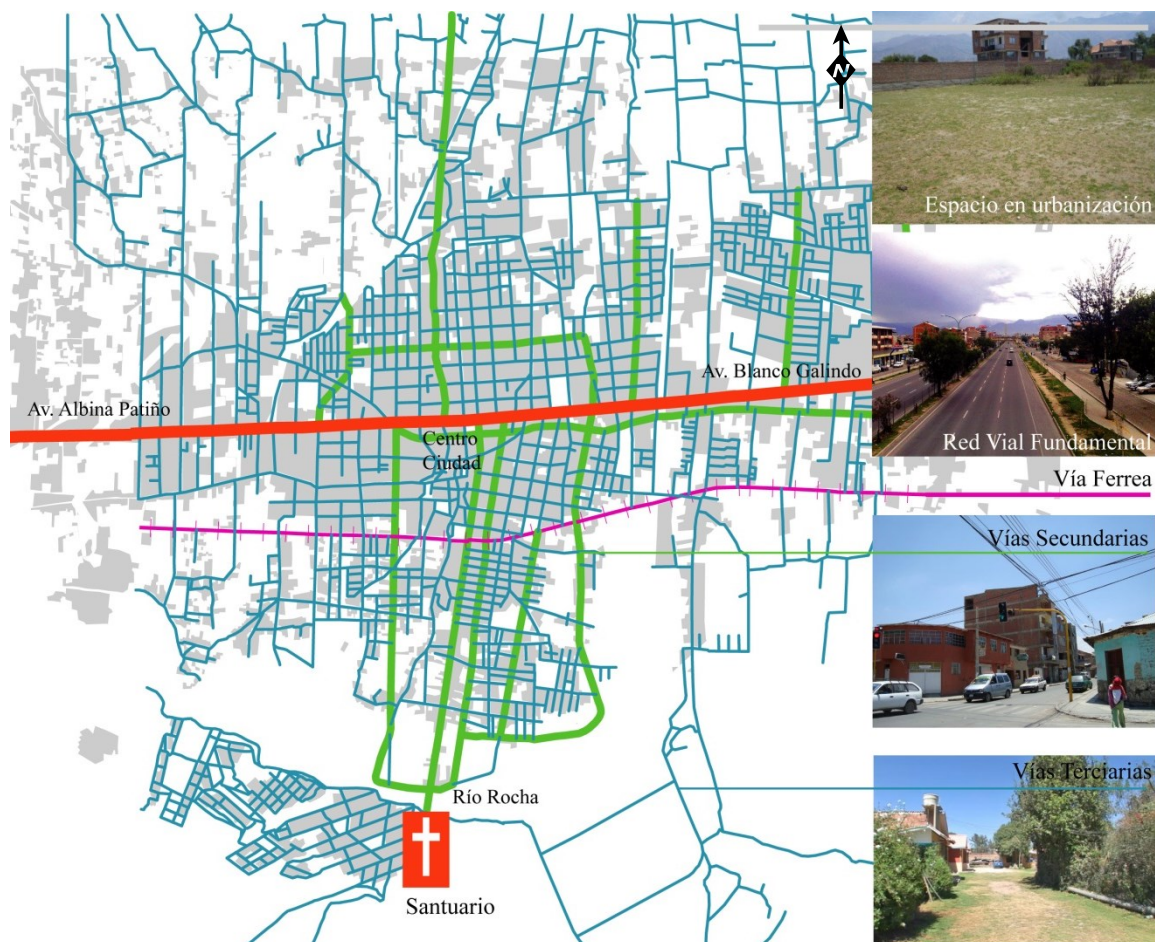 N
Espacio en urbanización
Av. Blanco Galindo
Av. Albina Patiño
Centro
Ciudad
Red Vial Fundamental
Vía Ferrea
Vías Secundarias
Vías Terciarias
Río Rocha
Santuario